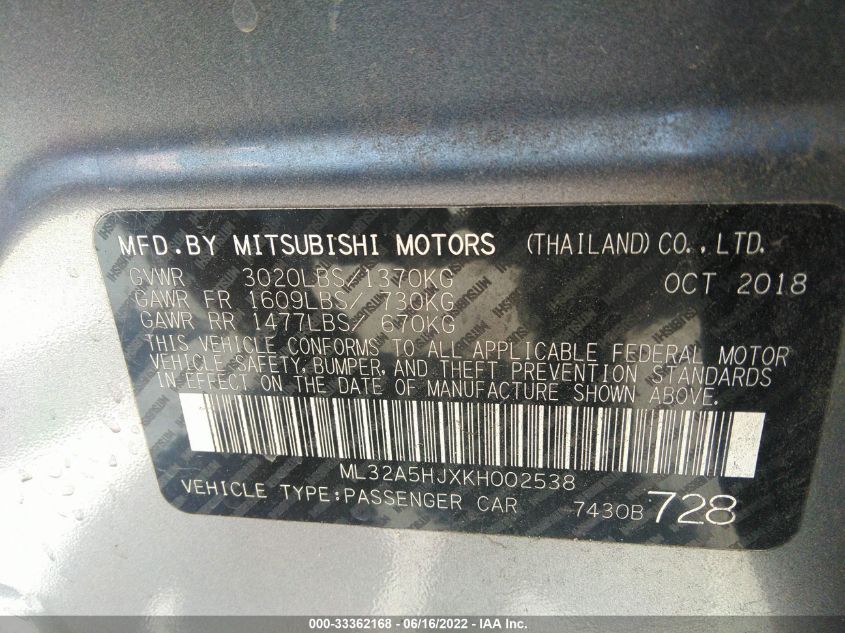 MFD.BY MITSUBISHI MOTORS (THAILAND) CO.,LTD.
GVWR 3020LBS/1370KG OCT 2018
GAWR FR 1609LBS/ 730KG
GAWR RR 1477LBS/ 670KG
THIS VEHICLE CONFORMS TO ALL APPLICABLE FEDERAL MOTOR
VEHICLE SAFETY, BUMPER, AND THEFT PREVENTION STANDARDS
IN EFFECT ON THE DATE OF MANUFACTURE SHOWN ABOVE.
ML32A5HJXKH002538
VEHICLE TYPE:PASSENGER CAR 7430B 728
000-33362168 - 06/16/2022 - IAA Inc.